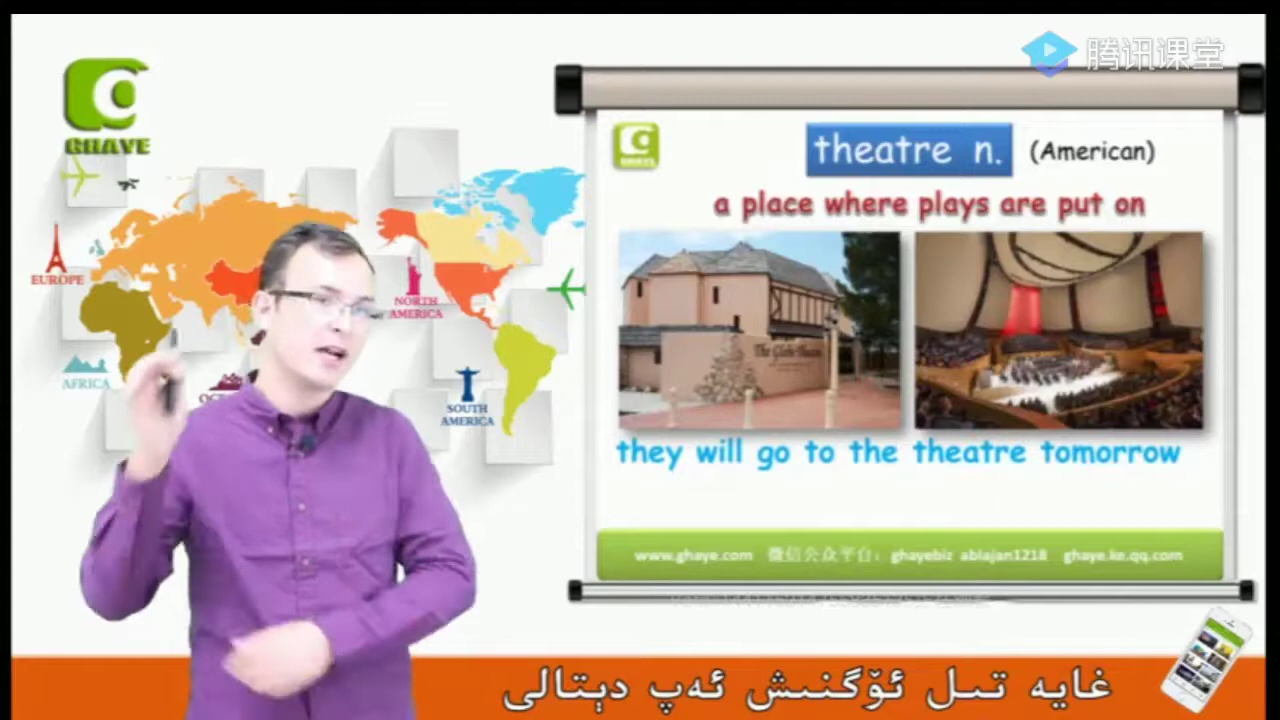 腾讯课堂
GHAYE
theatre n. (American)
a place where plays are put on
EUROPE
NORTH
AMERICA
AFRICA
SOUTH
AMERICA
they will go to the theatre tomorrow
www.ghaye.com 微信公众平台： ghayebiz ablajan1218 ghaye.ke.qq.com
غايە تىل ئۆگىنىش ئەپ دېتالى